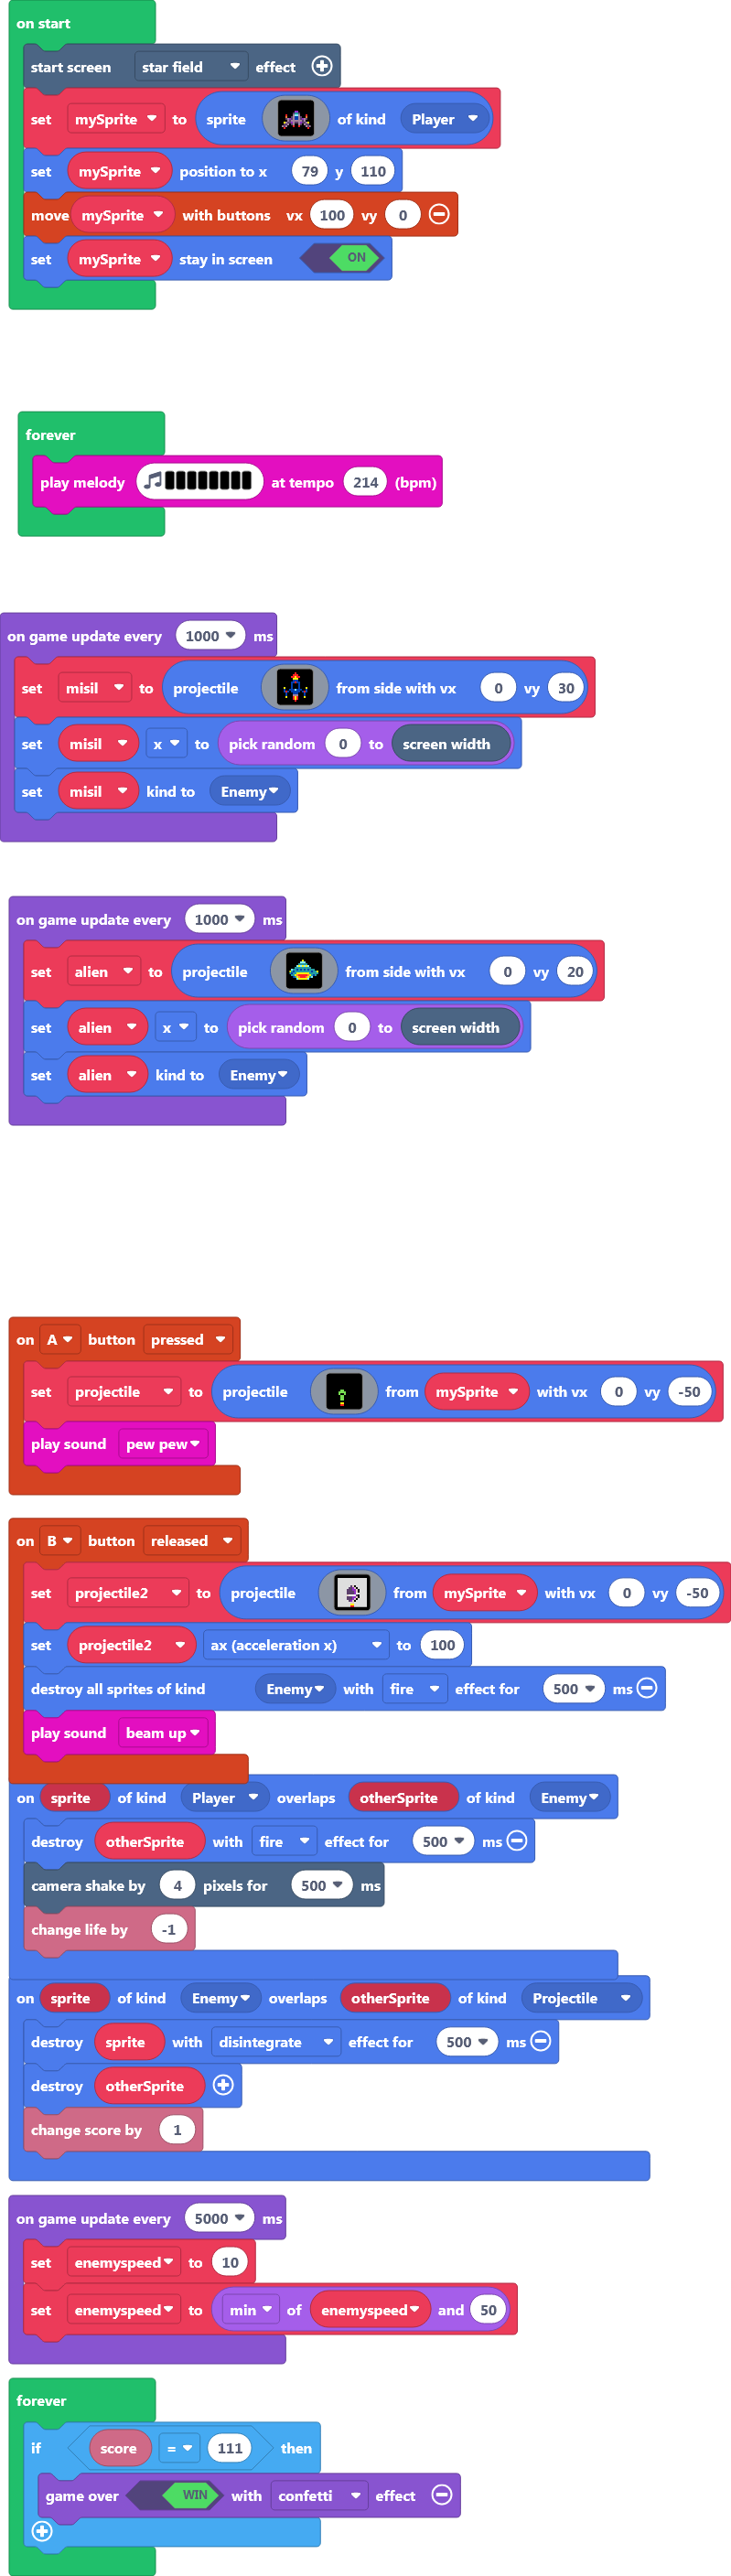 on start
start screen star field effect
set mySprite to sprite of kind Player
set mySprite position to x 79 y 110
move mySprite with buttons vx 100 vy 0
set mySprite stay in screen ON
forever
play melody at tempo 214 (bpm)
on game update every 1000 ms
set misil to projectile from side with vx 0 vy 30
set misil x to pick random 0 to screen width
set misil kind to Enemy
on game update every 1000 ms
set alien to projectile from side with vx 0 vy 20
set alien x to pick random 0 to screen width
set alien kind to Enemy
on A button pressed
set projectile to projectile from mySprite with vx 0 vy -50
play sound pew pew
on B button released
set projectile2 to projectile from mySprite with vx 0 vy -50
set projectile2 ax (acceleration x) to 100
destroy all sprites of kind Enemy with fire effect for 500 ms
play sound beam up
on sprite of kind Player overlaps otherSprite of kind Enemy
destroy otherSprite with fire effect for 500 ms
camera shake by 4 pixels for 500 ms
change life by -1
on sprite of kind Enemy overlaps otherSprite of kind Projectile
destroy sprite with disintegrate effect for 500 ms
destroy otherSprite
change score by 1
on game update every 5000 ms
set enemyspeed to 10
set enemyspeed to min of enemyspeed and 50
forever
if score = 111 then
game over WIN with confetti effect